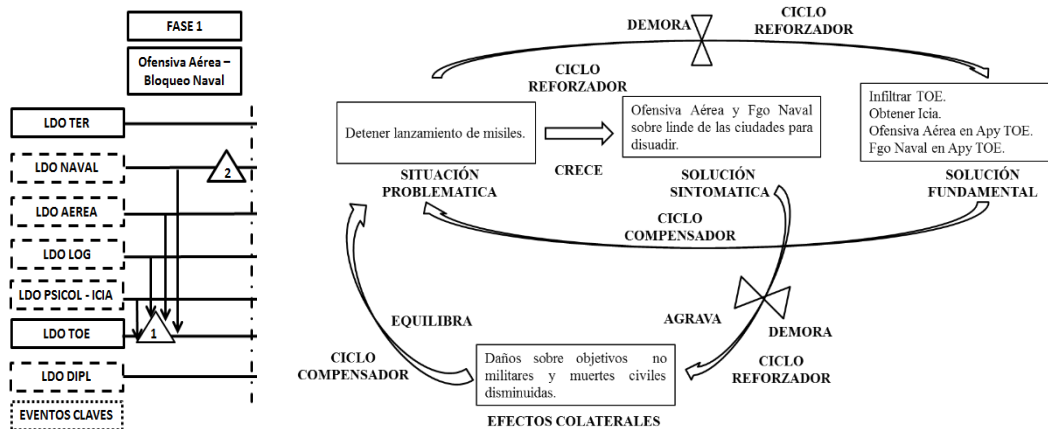 FASE 1
Ofensiva Aérea –
Bloqueo Naval
LDO TER
LDO NAVAL
2
LDO AEREA
LDO LOG
LDO PSICOL - ICIA
LDO TOE
1
LDO DIPL
EVENTOS CLAVES
DEMORA
CICLO
REFORZADOR
CICLO
REFORZADOR
Detener lanzamiento de misiles.
SITUACIÓN
PROBLEMATICA
CRECE
Ofensiva Aérea y Fgo Naval
sobre linde de las ciudades para
disuadir.
SOLUCIÓN
SINTOMATICA
Infiltrar TOE.
Obtener Icia.
Ofensiva Aérea en Apy TOE.
Fgo Naval en Apy TOE.
SOLUCIÓN
FUNDAMENTAL
CICLO
COMPENSADOR
EQUILIBRA
CICLO
COMPENSADOR
AGRAVA
DEMORA
CICLO
REFORZADOR
Daños sobre objetivos no
militares y muertes civiles
disminuidas.
EFECTOS COLATERALES